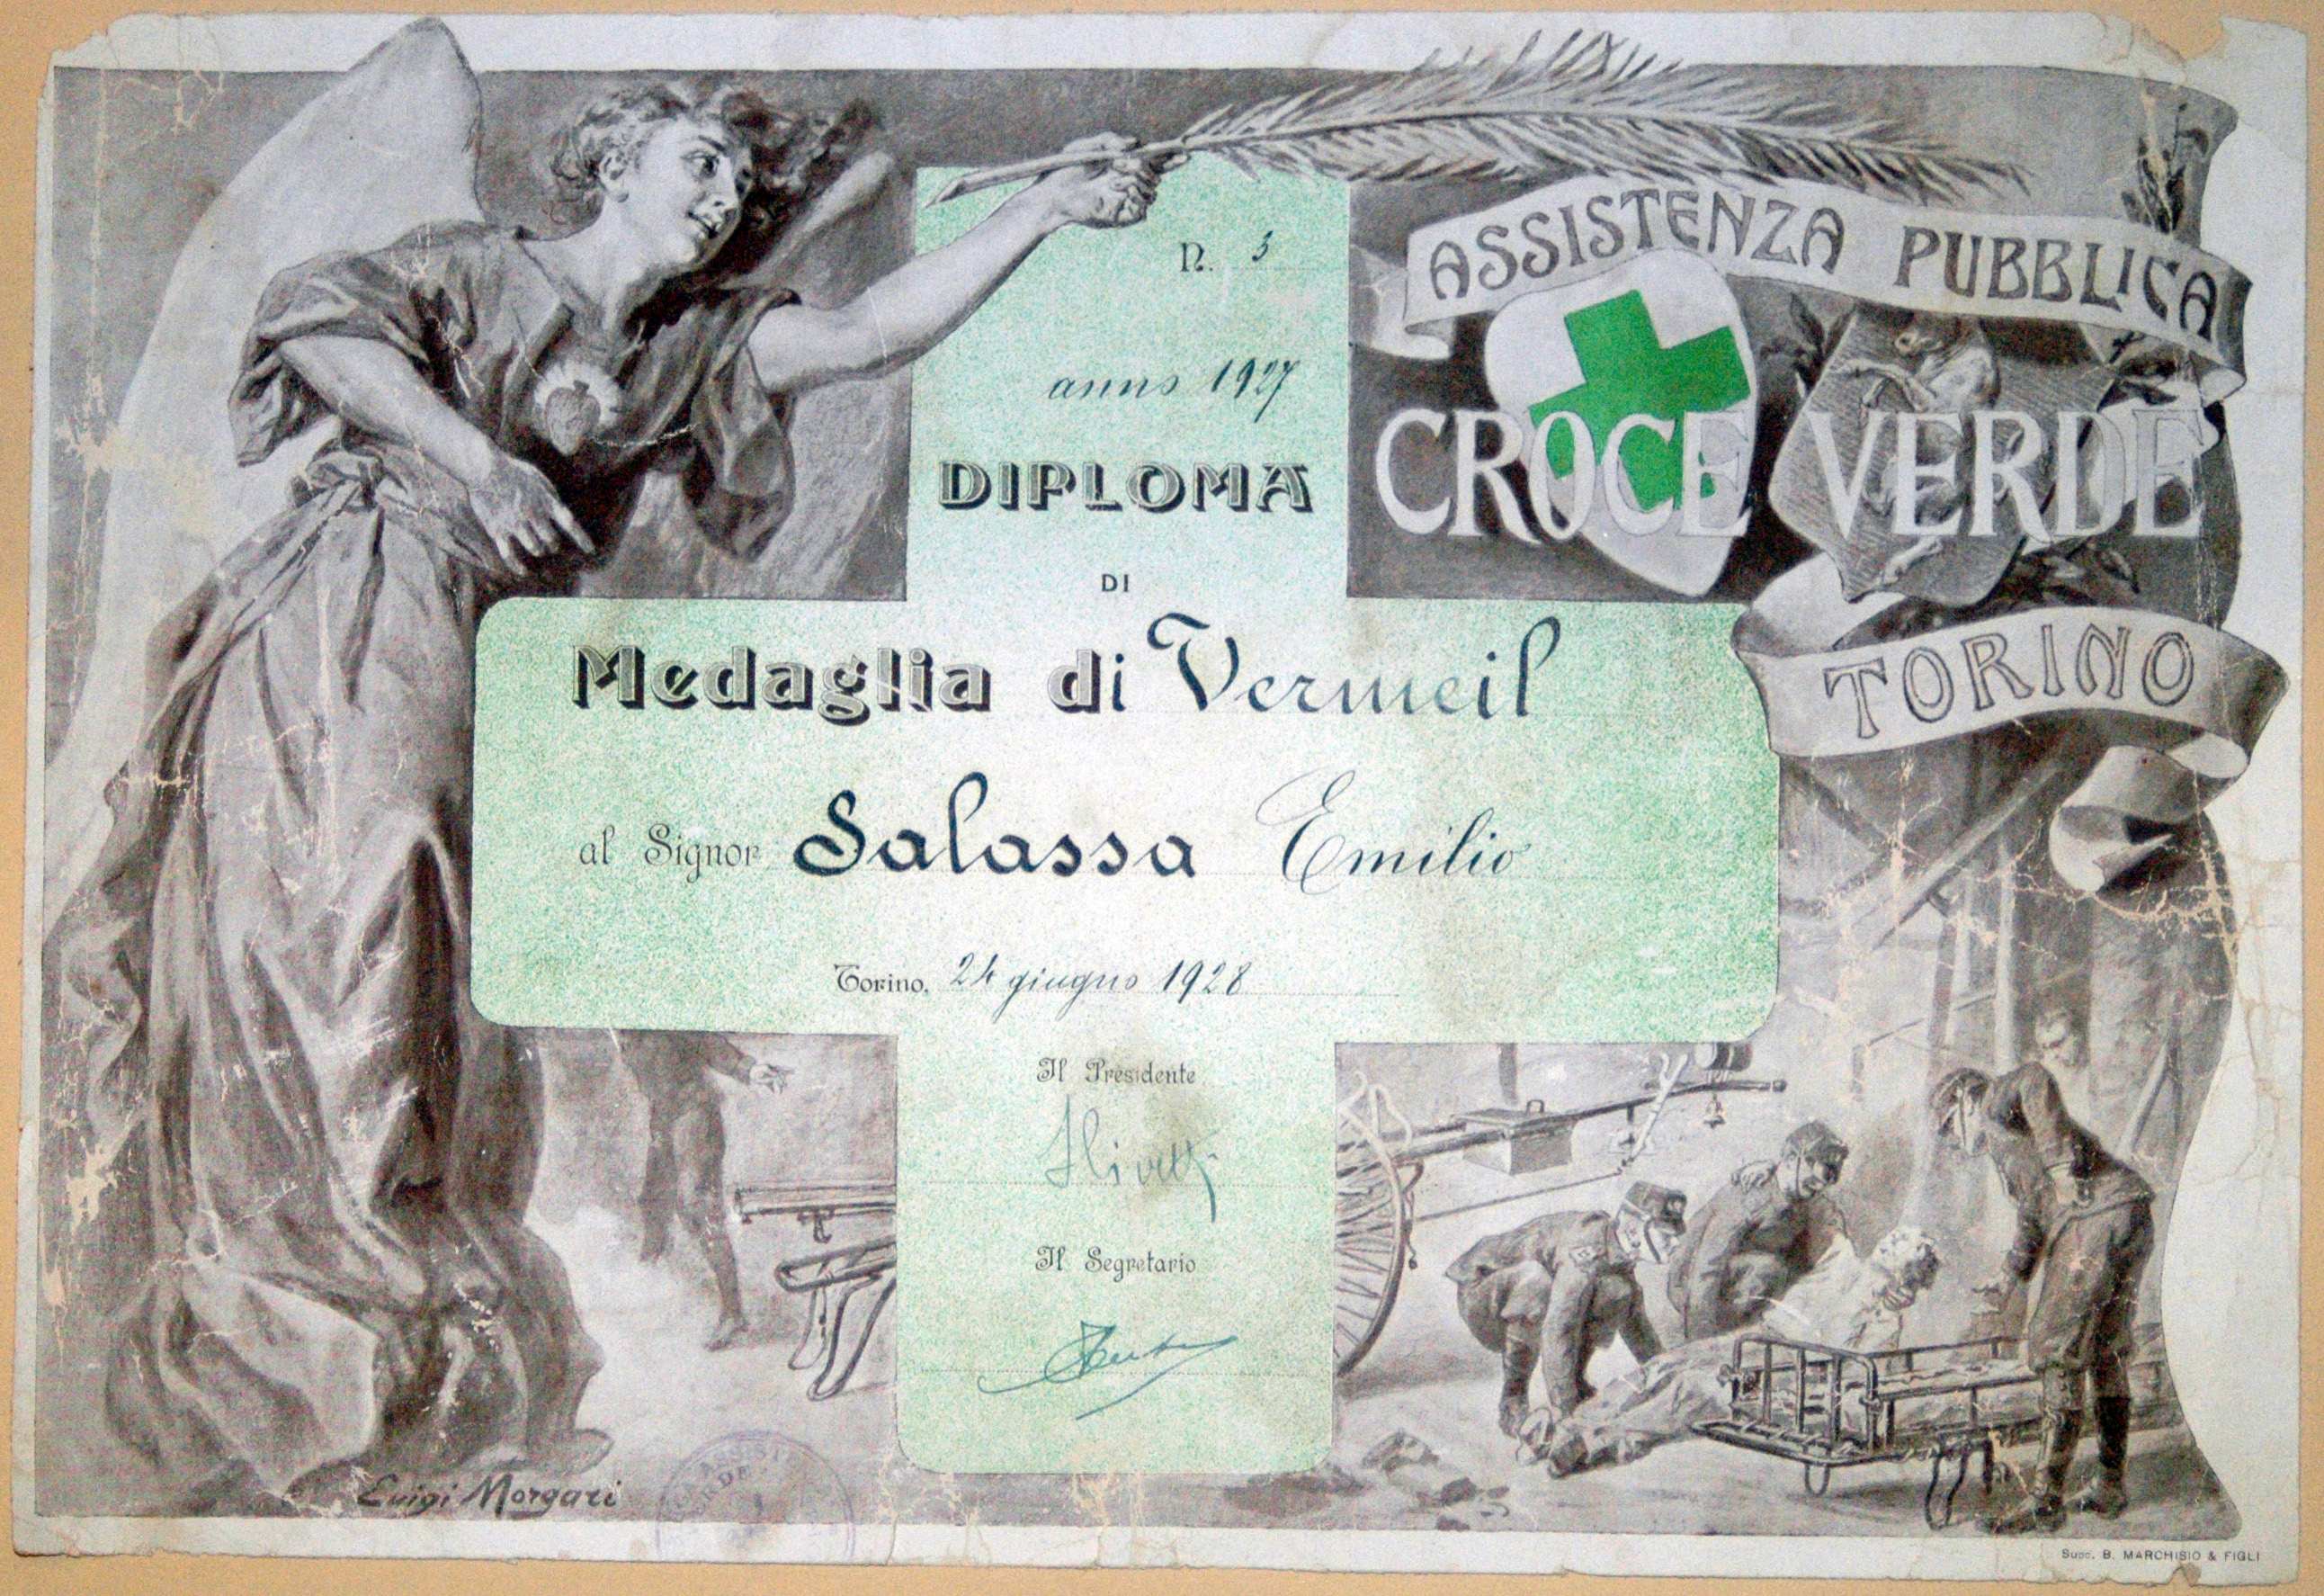 N. 3
anno 1927
DIPLOMA
DI
Medaglia di Vermeil
al Signor Salassa Emilio
Torino, 24 giugno 1928
Il Presidente
Il Segretario
ASSISTENZA PUBBLICA
CROCE VERDE
TORINO
Luigi Morgari
Succ. B. MARCHISIO & FIGLI